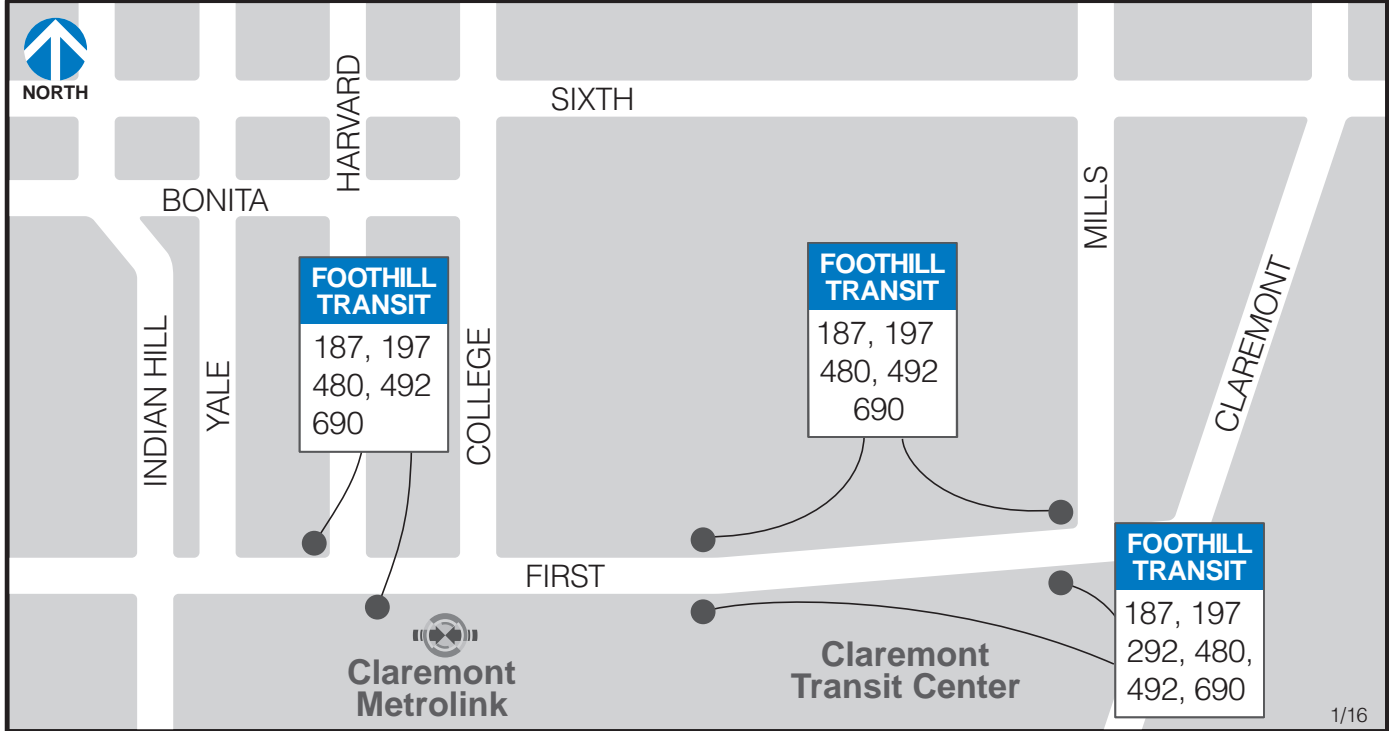 NORTH
HARVARD
SIXTH
BONITA
MILLS
FOOTHILL
TRANSIT
187, 197
480, 492
690
FOOTHILL
TRANSIT
187, 197
480, 492
690
INDIAN HILL
YALE
COLLEGE
CLAREMONT
FIRST
FOOTHILL
TRANSIT
187, 197
292, 480,
492, 690
Claremont
Metrolink
Claremont
Transit Center
1/16